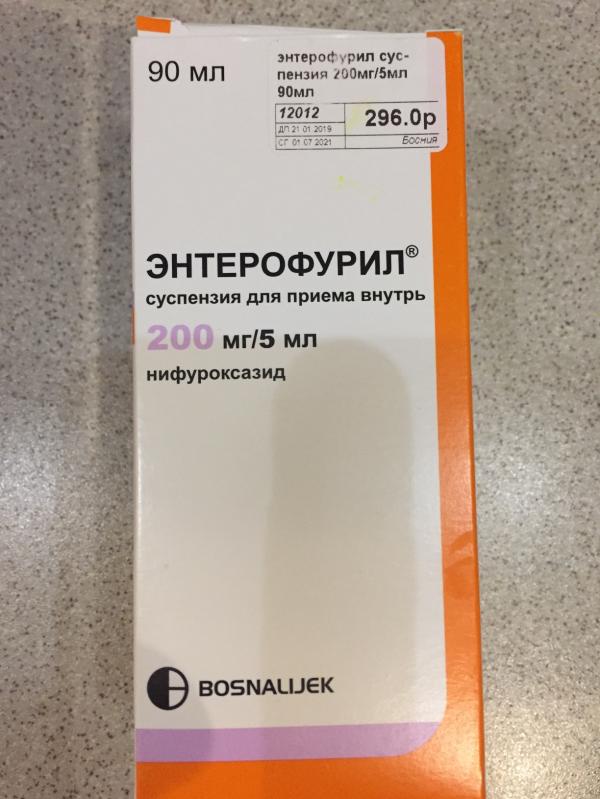 90 мл
энтерофурил сус-
пензия 200мг/5мл
90мл
12012
ДП 21 01 2019
СГ 01 07 2021
296.0р
Босния
ЭНТЕРОФУРИЛ®
суспензия для приема внутрь
200 мг/5 мл
нифуроксазид
BOSNALIJEK